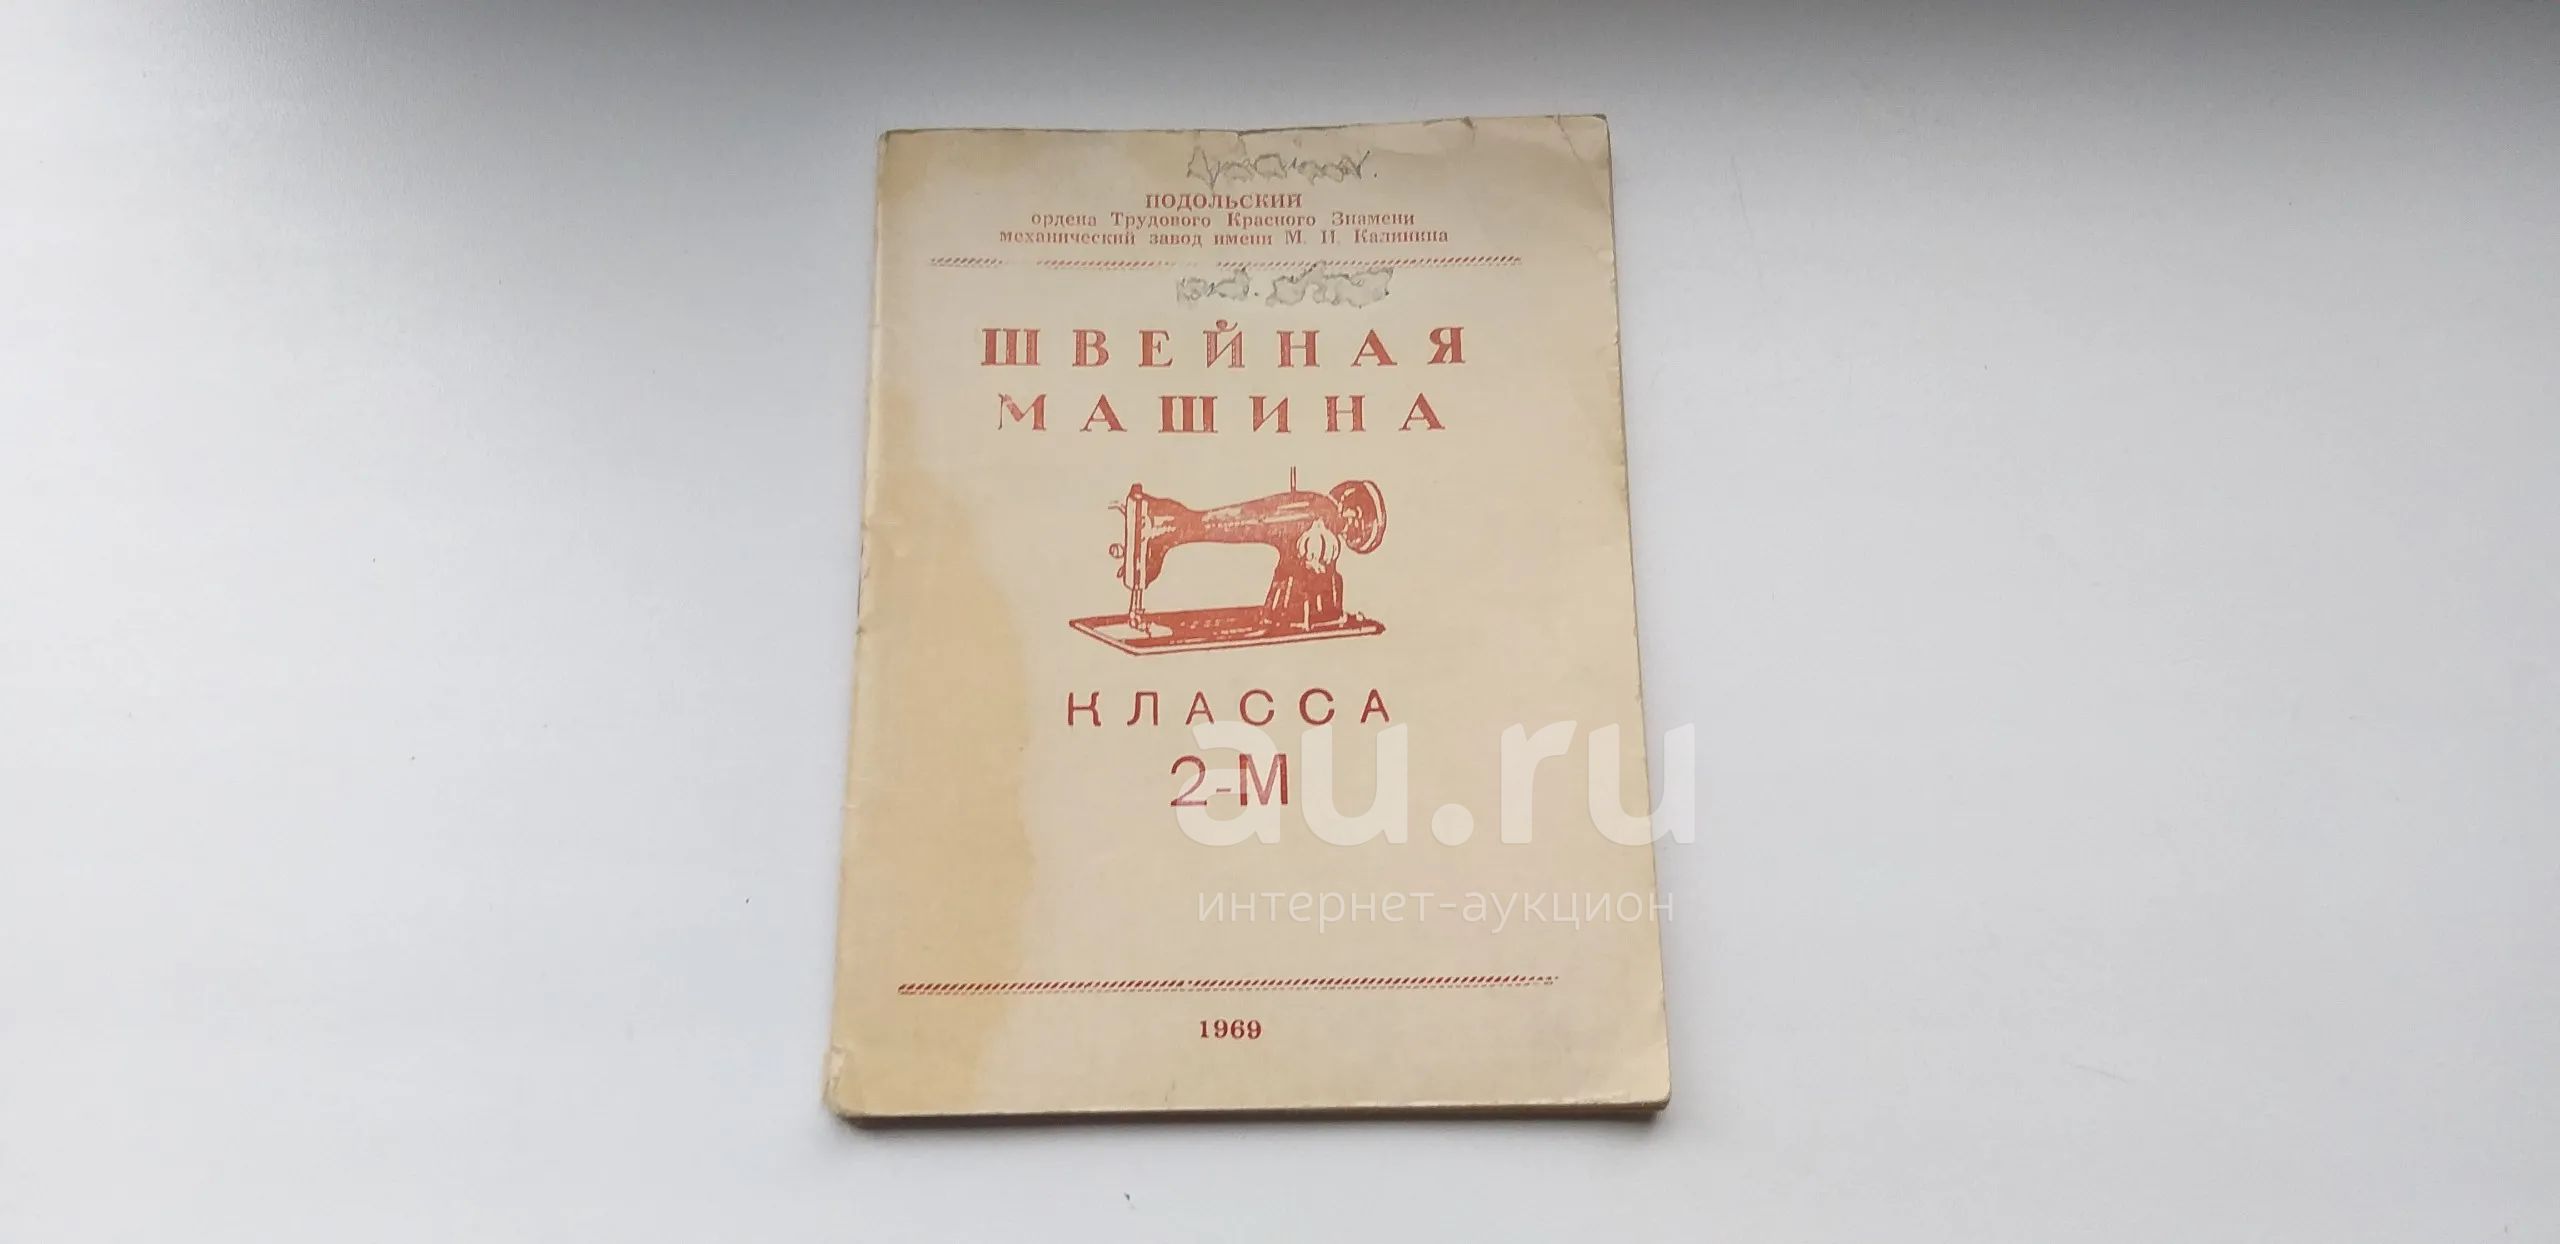 ПОДОЛЬСКИЙ
ордена Трудового Красного Знамени
механический завод имени М. И. Калинина
ШВЕЙНАЯ
МАШИНА
КЛАССА
2-М
au.ru
интернет-аукцион
1969